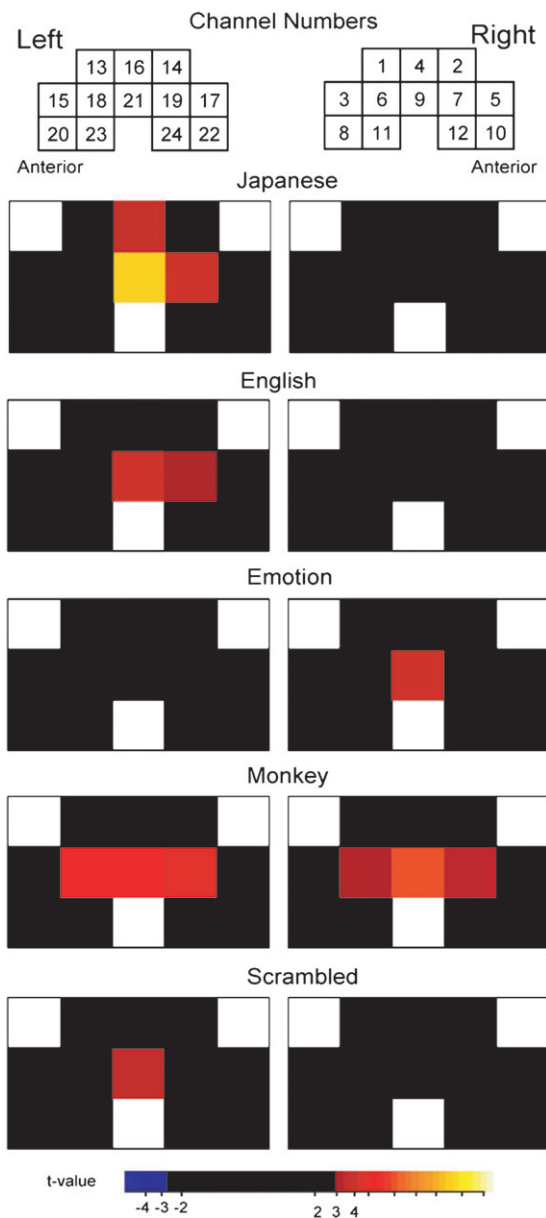 Channel Numbers
Left
Right
13 16 14
1 4 2
15 18 21 19 17
3 6 9 7 5
20 23 24 22
8 11 12 10
Anterior
Anterior
Japanese
English
Emotion
Monkey
Scrambled
t-value
-4 -3 -2 2 3 4